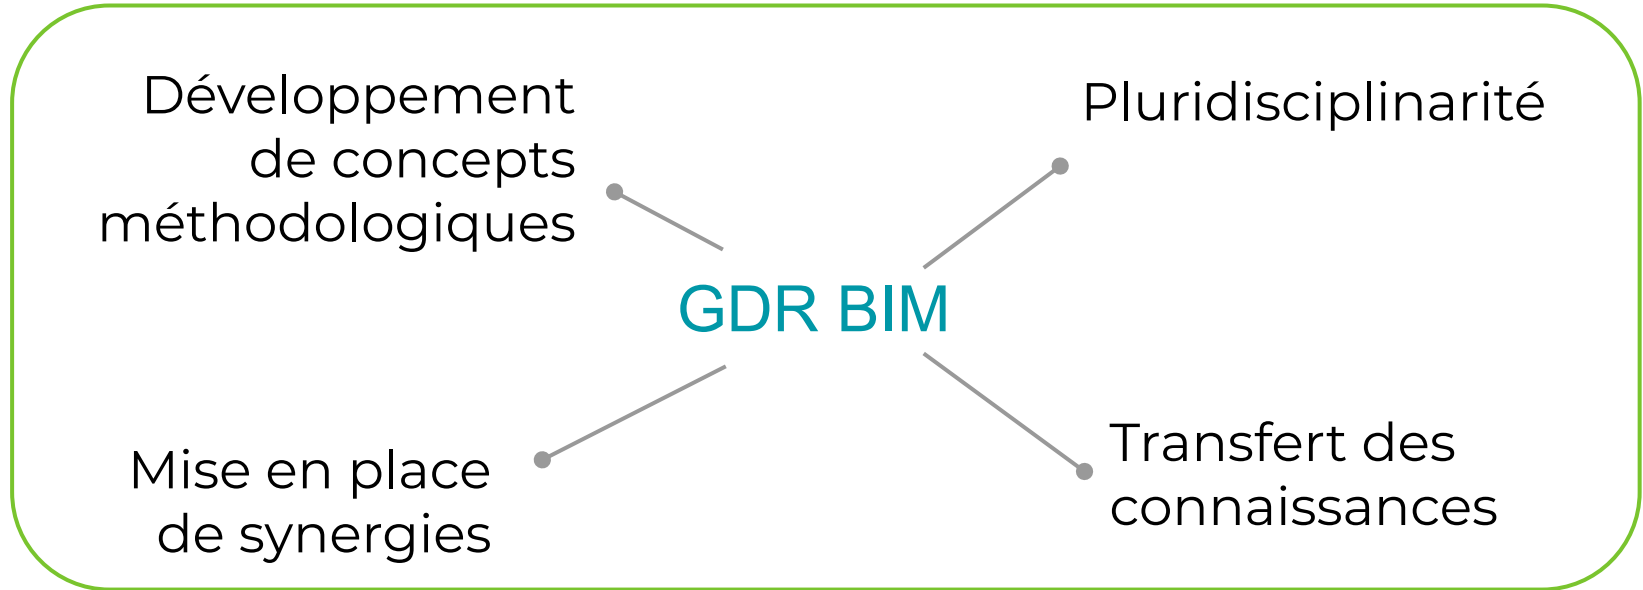 Développement
de concepts
méthodologiques
Pluridisciplinarité
GDR BIM
Mise en place
de synergies
Transfert des
connaissances